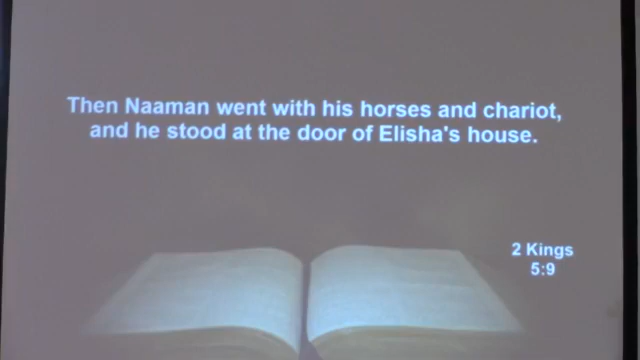 Then Naaman went with his horses and chariot,
and he stood at the door of Elisha's house.
2 Kings
5:9